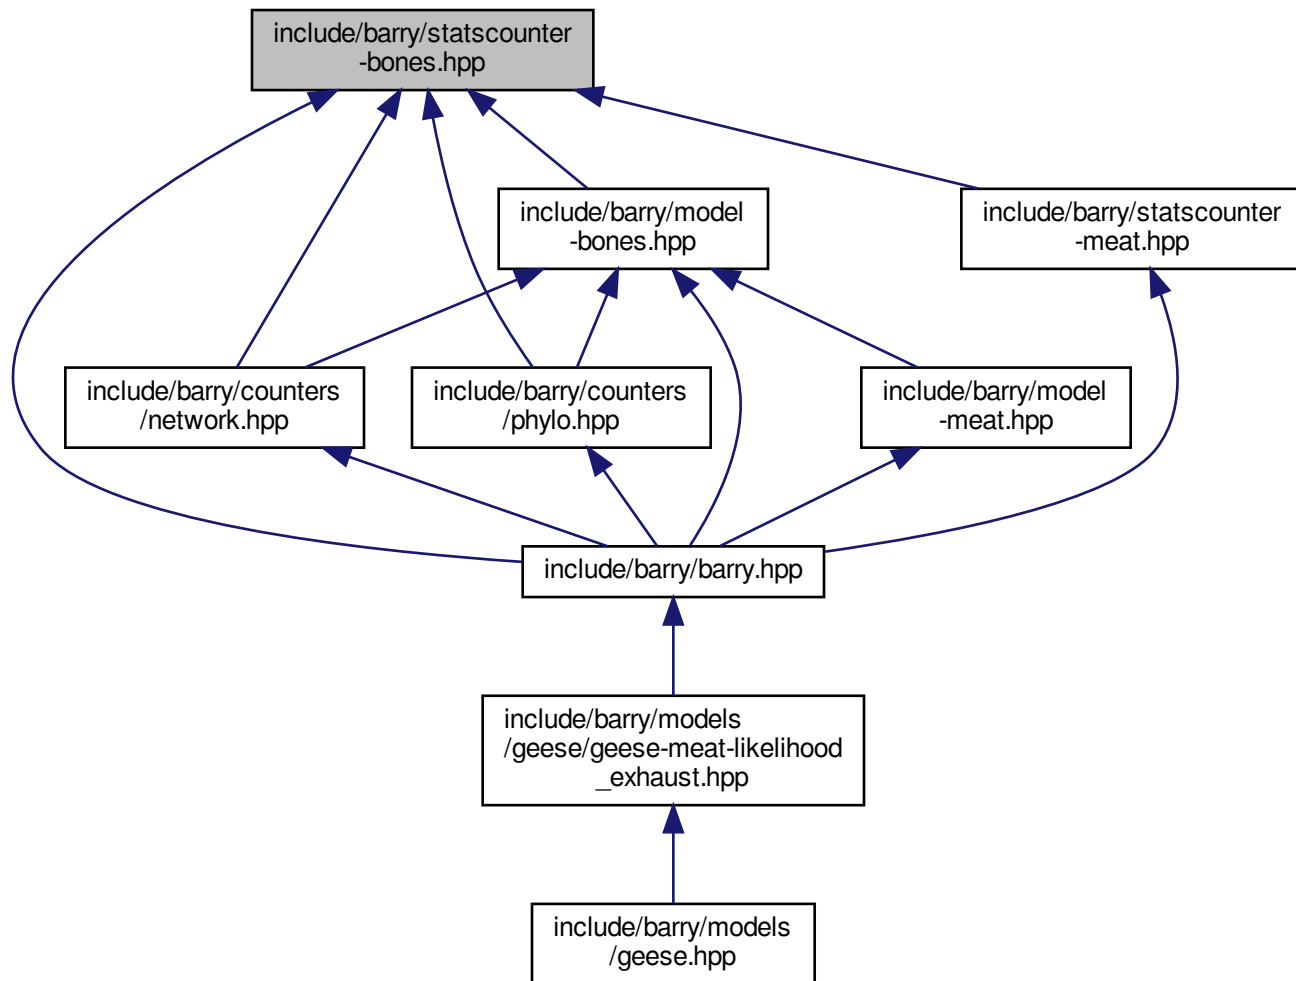 include/barry/statscounter
-bones.hpp
include/barry/model
-bones.hpp
include/barry/statscounter
-meat.hpp
include/barry/counters
/network.hpp
include/barry/counters
/phylo.hpp
include/barry/model
-meat.hpp
include/barry/barry.hpp
include/barry/models
/geese/geese-meat-likelihood
_exhaust.hpp
include/barry/models
/geese.hpp